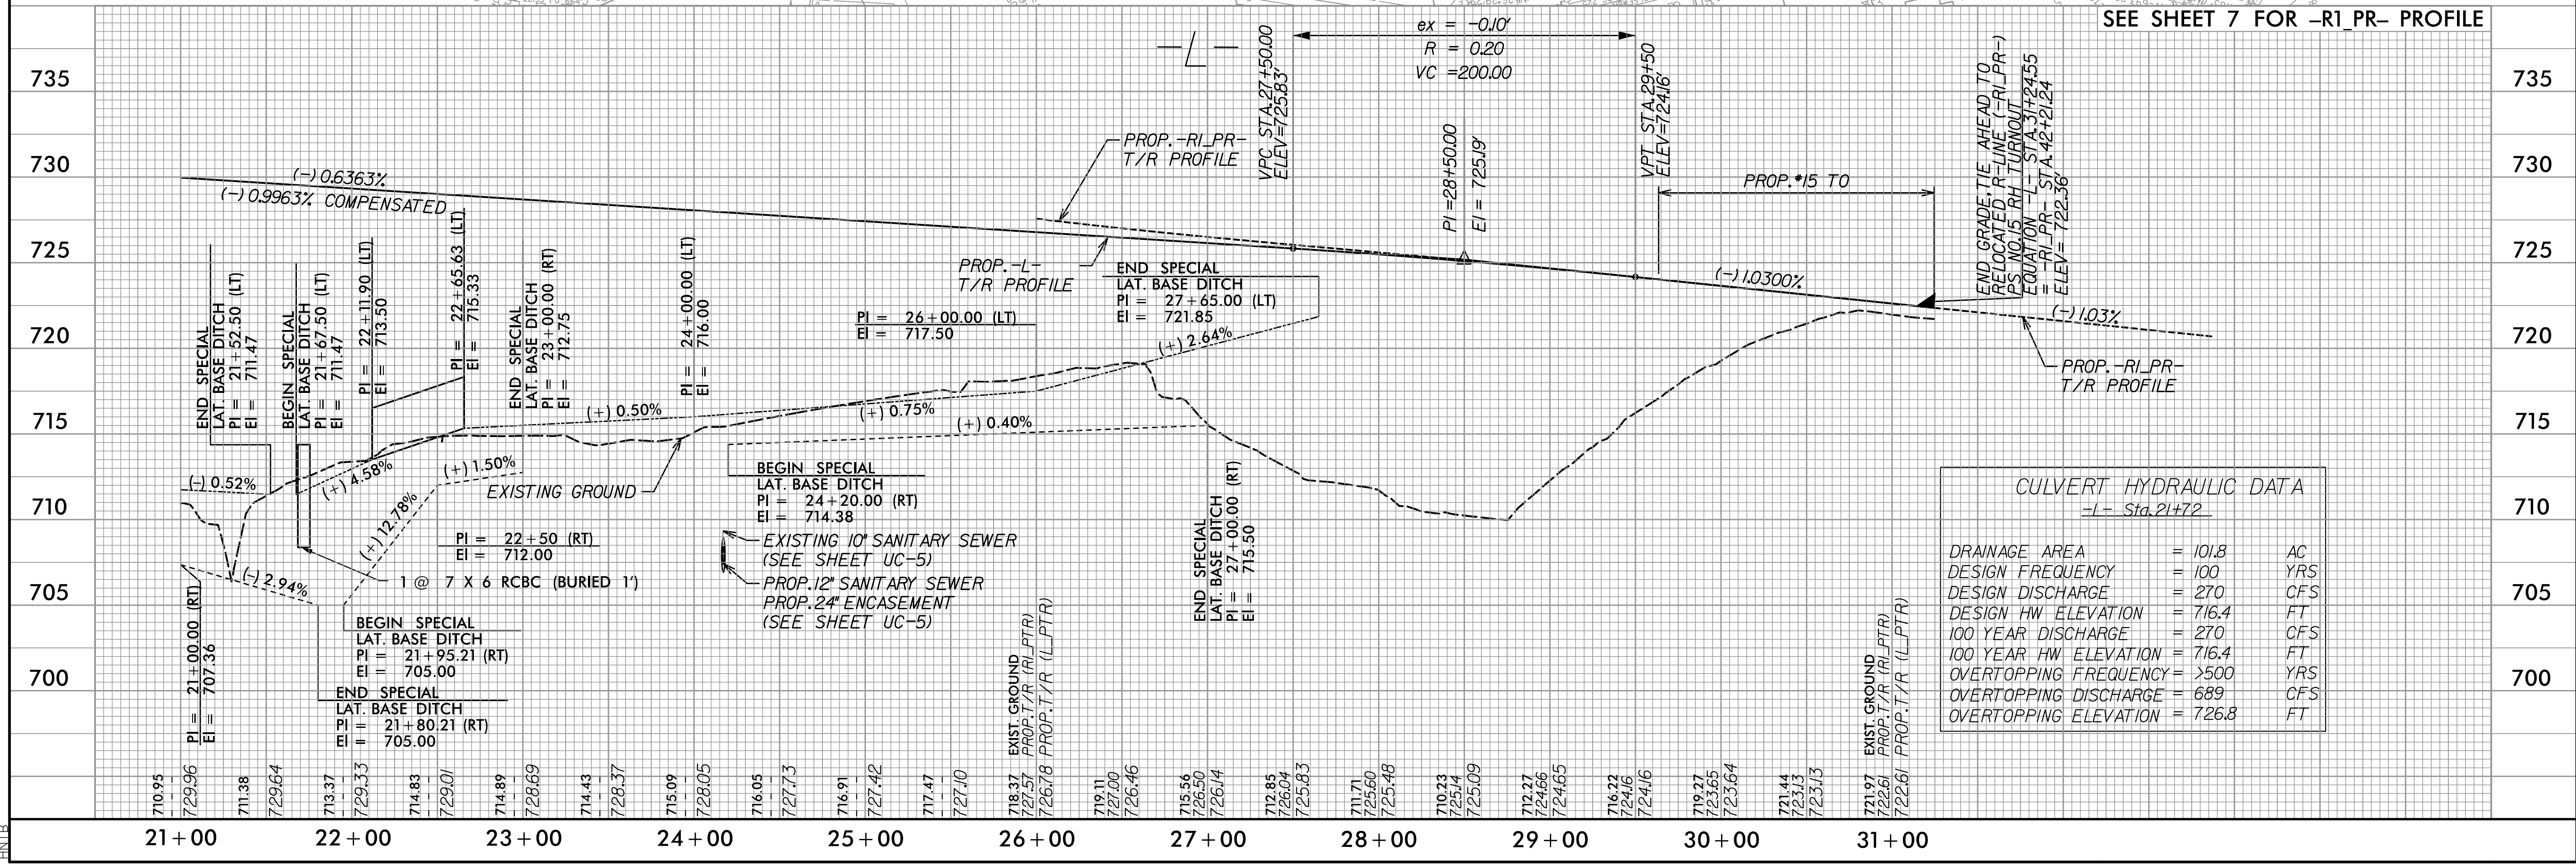 SEE SHEET 7 FOR –R1_PR– PROFILE
735
730
725
720
715
710
705
700
735
730
725
720
715
710
705
700
-L-
ex = -0.10'
R = 0.20
VC =200.00
VPC STA.27+50.00
ELEV=725.83'
PI =28+50.00
EI = 725.19'
VPT STA.29+50
ELEV=724.16'
PROP.-R1_PR-
T/R PROFILE
PROP.#15 TO
END GRADE,TIE AHEAD TO
RELOCATED R-LINE (-R1_PR-)
PS NO.15 RH TURNOUT
EQUATION -L- STA.31+24.55
= -R1_PR- STA.42+21.24
ELEV= 722.36'
(-)0.6363%
(-)0.9963% COMPENSATED
PROP.-L-
T/R PROFILE
(-)1.0300%
(-)1.03%
PROP.-R1_PR-
T/R PROFILE
END SPECIAL
LAT. BASE DITCH
PI = 21+52.50 (LT)
El = 711.47
BEGIN SPECIAL
LAT. BASE DITCH
PI = 21+67.50 (LT)
El = 711.47
PI = 22+11.90 (LT)
El = 713.50
PI = 22+65.63 (LT)
El = 715.33
END SPECIAL
LAT. BASE DITCH
PI = 23+00.00 (RT)
El = 712.75
PI = 24+00.00 (LT)
El = 716.00
PI = 26+00.00 (LT)
El = 717.50
END SPECIAL
LAT. BASE DITCH
PI = 27+65.00 (LT)
El = 721.85
(+) 2.64%
(+) 0.50%
(+) 0.75%
(+) 0.40%
(-) 0.52%
(+) 4.58%
(+) 1.50%
(+) 12.78%
(-) 2.94%
EXISTING GROUND
BEGIN SPECIAL
LAT. BASE DITCH
PI = 24+20.00 (RT)
El = 714.38
PI = 22+50 (RT)
El = 712.00
1 @ 7 X 6 RCBC (BURIED 1')
EXISTING 10" SANITARY SEWER
(SEE SHEET UC-5)
PROP.12" SANITARY SEWER
PROP.24" ENCASEMENT
(SEE SHEET UC-5)
END SPECIAL
LAT. BASE DITCH
PI = 27+00.00 (RT)
El = 715.50
PI = 21+00.00 (RT)
El = 707.36
BEGIN SPECIAL
LAT. BASE DITCH
PI = 21+95.21 (RT)
El = 705.00
END SPECIAL
LAT. BASE DITCH
PI = 21+80.21 (RT)
El = 705.00
CULVERT HYDRAULIC DATA
-L- Sta.21+72
DRAINAGE AREA = 101.8 AC
DESIGN FREQUENCY = 100 YRS
DESIGN DISCHARGE = 270 CFS
DESIGN HW ELEVATION = 716.4 FT
100 YEAR DISCHARGE = 270 CFS
100 YEAR HW ELEVATION = 716.4 FT
OVERTOPPING FREQUENCY= >500 YRS
OVERTOPPING DISCHARGE= 689 CFS
OVERTOPPING ELEVATION = 726.8 FT
710.95
729.96
711.38
729.64
713.37
729.33
714.83
729.01
714.89
728.69
714.43
728.37
715.09
728.05
716.05
727.73
716.91
727.42
717.47
727.10
718.37 EXIST. GROUND
727.57 PROP.T/R (R1_PTR)
726.78 PROP.T/R (L_PTR)
719.11
727.00
726.46
715.56
726.50
726.14
712.85
726.04
725.83
711.71
725.60
725.48
710.23
725.14
725.09
712.27
724.66
724.65
716.22
724.16
724.16
719.27
723.65
723.64
721.44
723.13
723.13
721.97 EXIST. GROUND
722.61 PROP.T/R (R1_PTR)
722.61 PROP.T/R (L_PTR)
21+00 22+00 23+00 24+00 25+00 26+00 27+00 28+00 29+00 30+00 31+00
HNTB